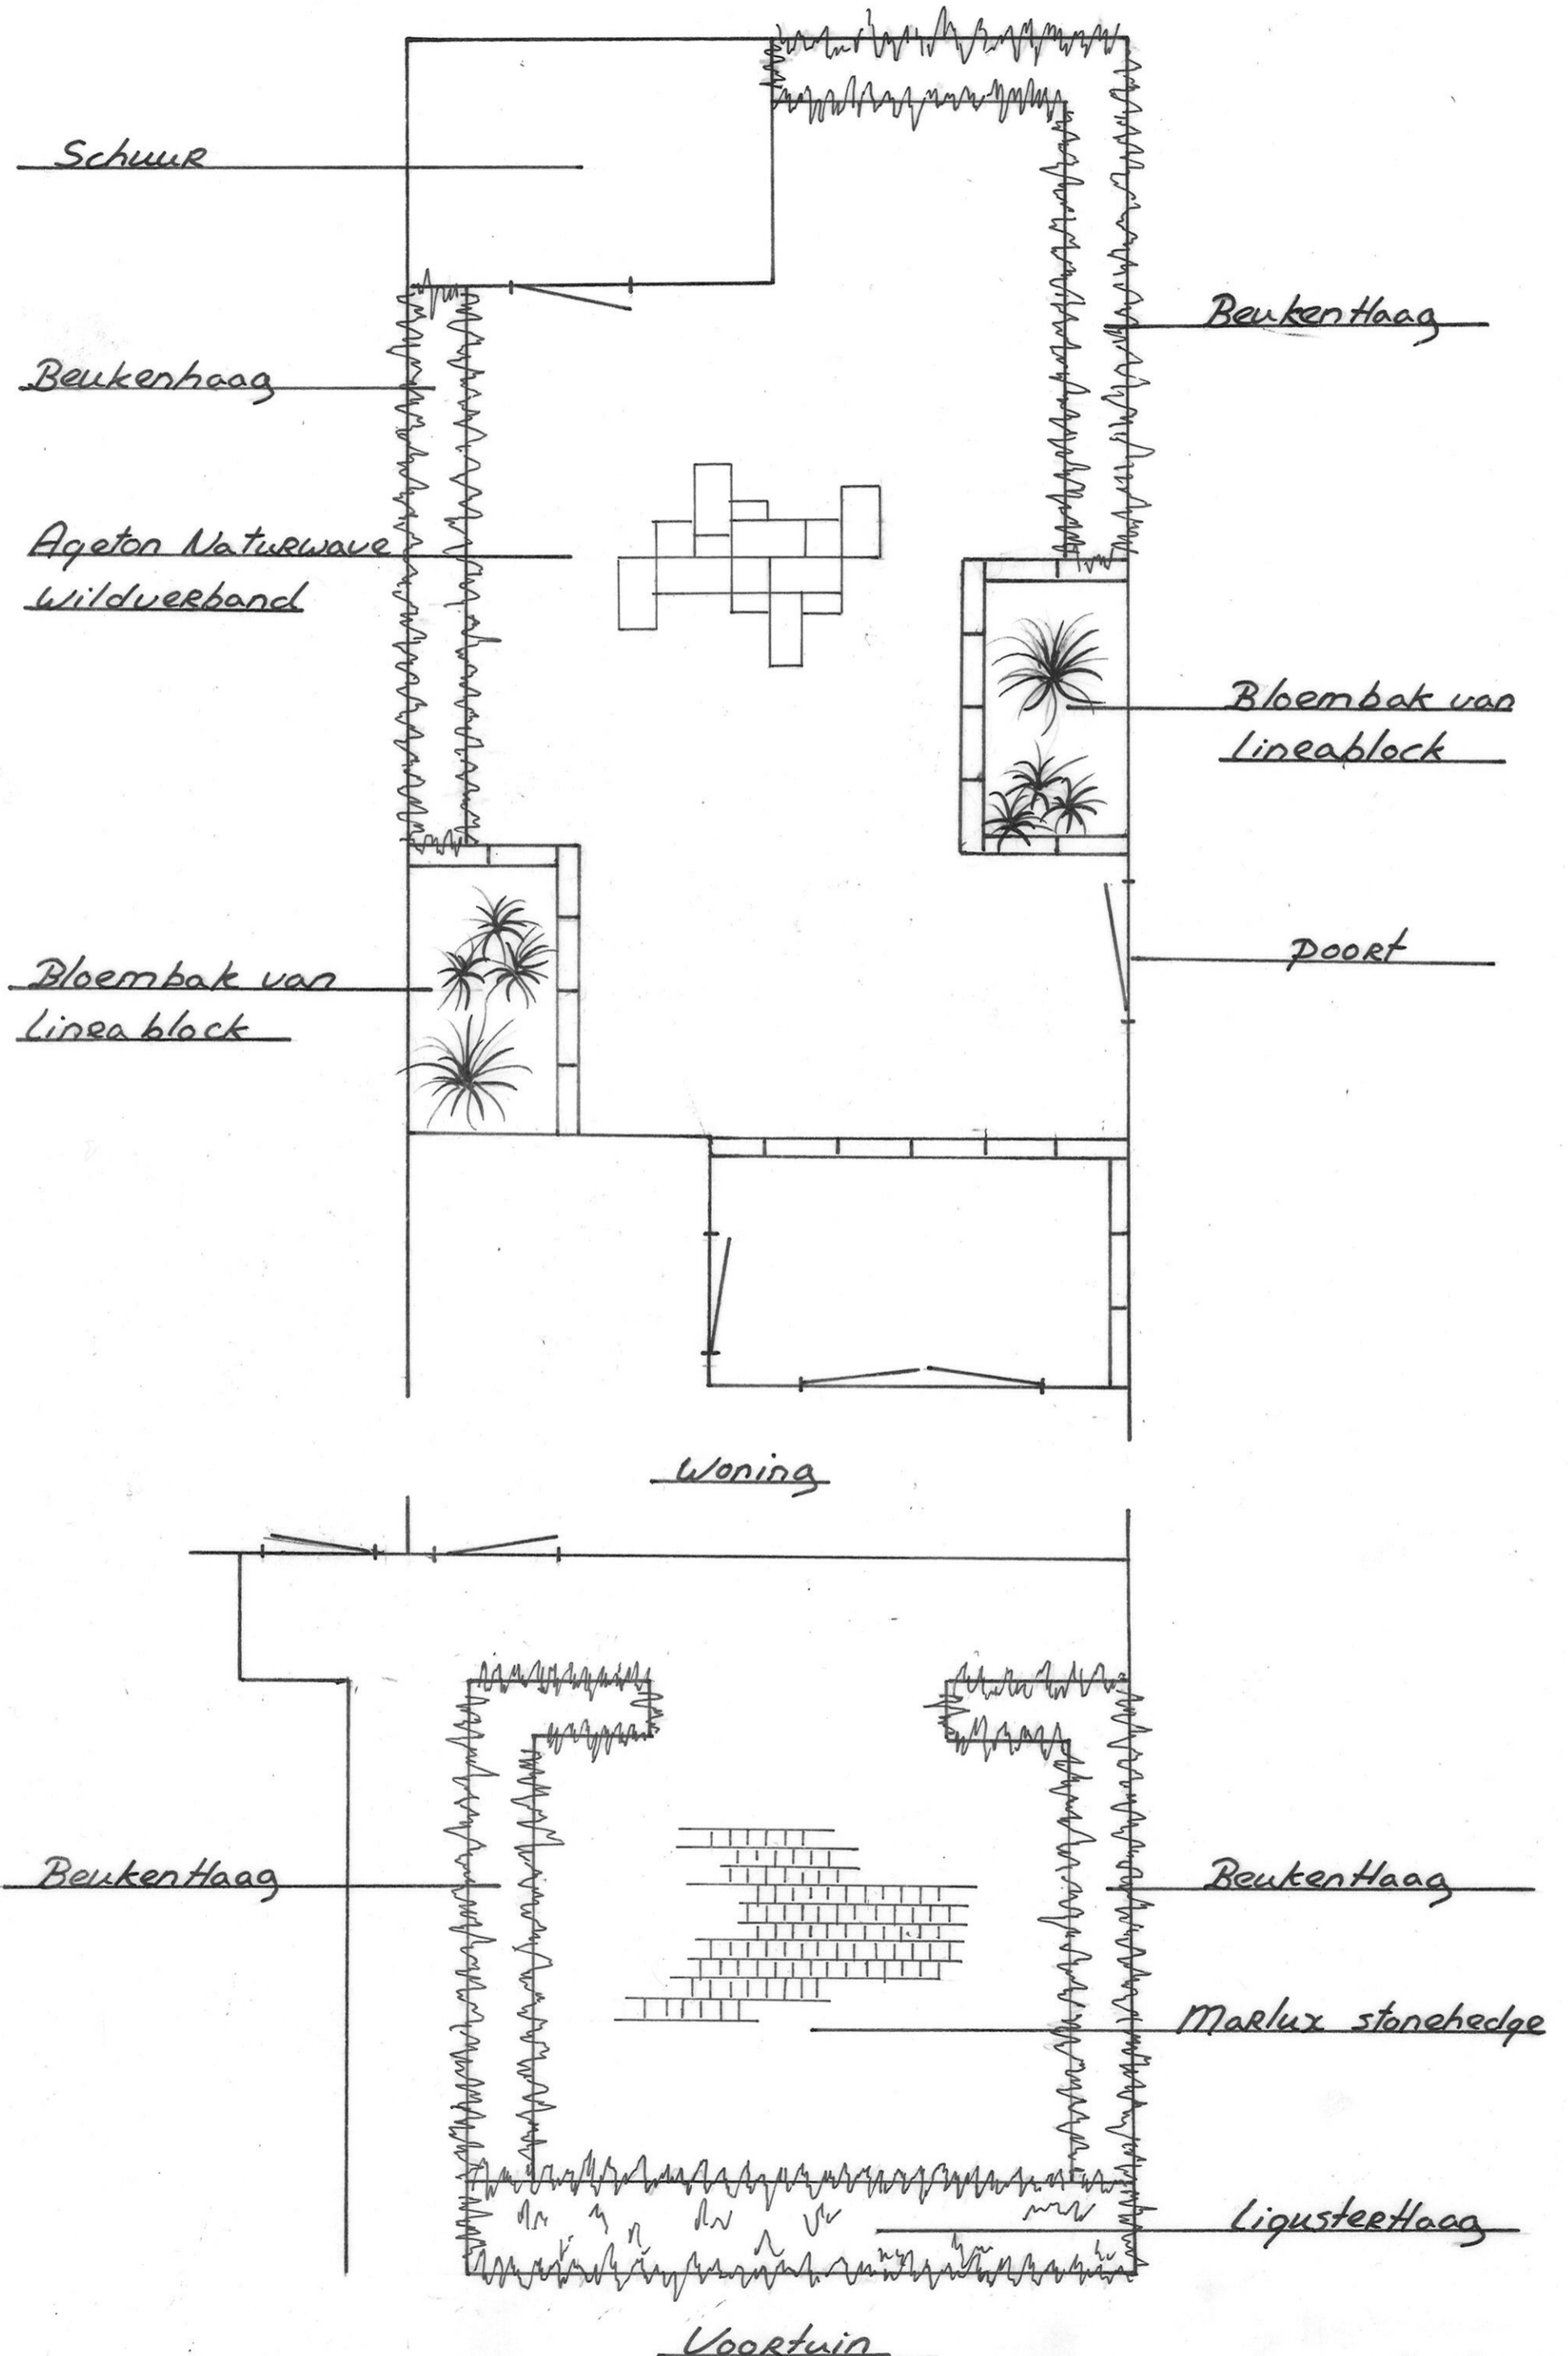 Schuur
Beukenhaag
BeukenHaag
Ageton Naturwave
Wildverband
Bloembak van
Lineablock
Poort
Bloembak van
Linea block
Woning
BeukenHaag
BeukenHaag
Marlux stonehedge
LigusterHaag
Voortuin